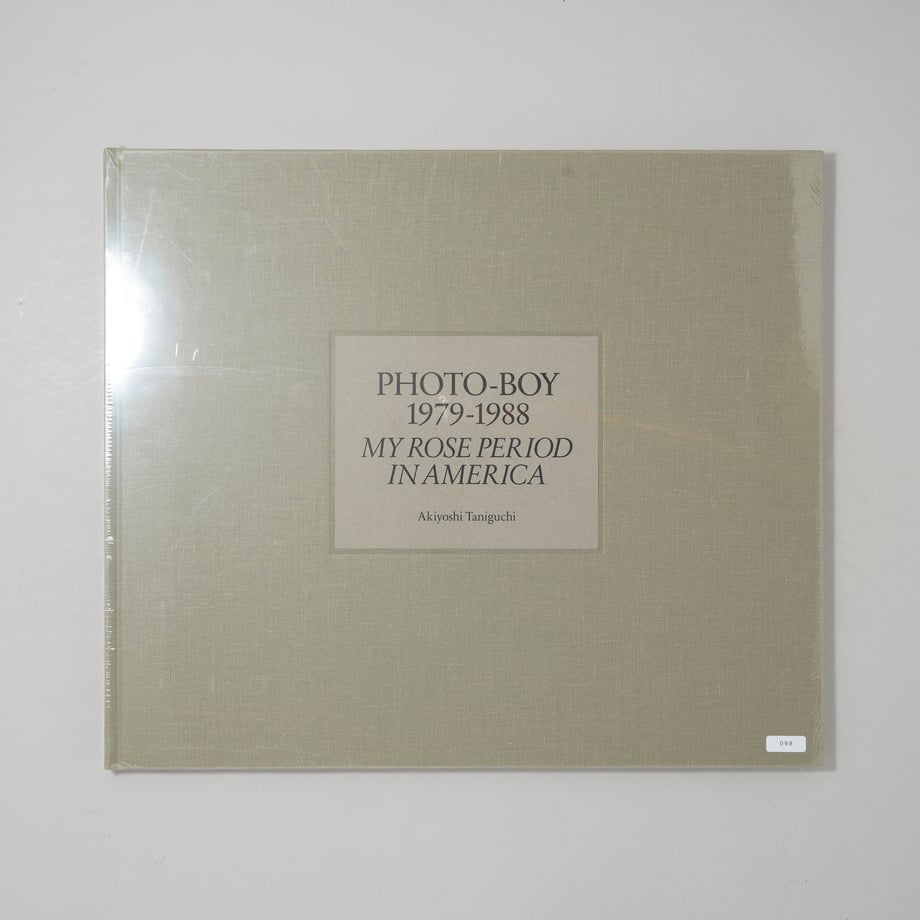 PHOTO-BOY
1979-1988
MY ROSE PERIOD
IN AMERICA
Akiyoshi Taniguchi
098